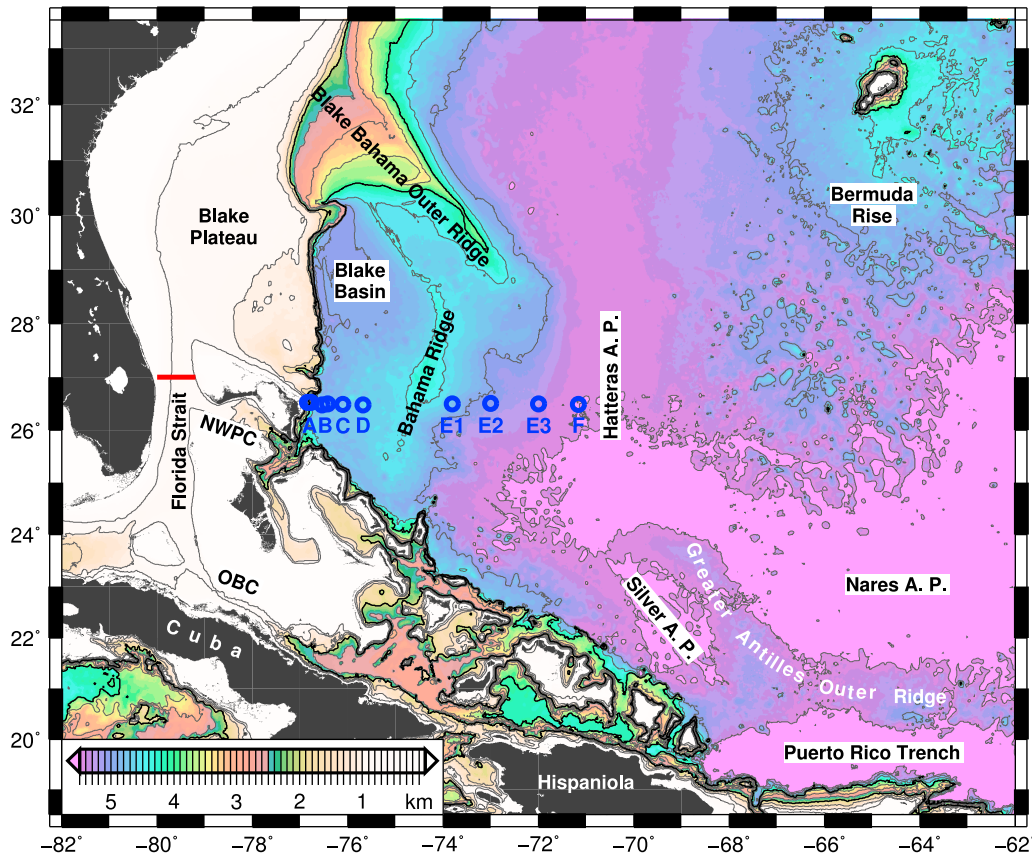 32°
30°
28°
26°
24°
22°
20°
Blake Bahama Outer Ridge
Bermuda
Rise
Blake
Plateau
Blake
Basin
Bahama Ridge
Hatteras A. P.
A B C D E1 E2 E3 F
NWPC
Florida Strait
OBC
Cuba
Silver A. P.
Greater Antilles Outer Ridge
Nares A. P.
Puerto Rico Trench
Hispaniola
5 4 3 2 1 km
−82 −80 −78 −76 −74 −72 −70 −68 −66 −65 −64 −62